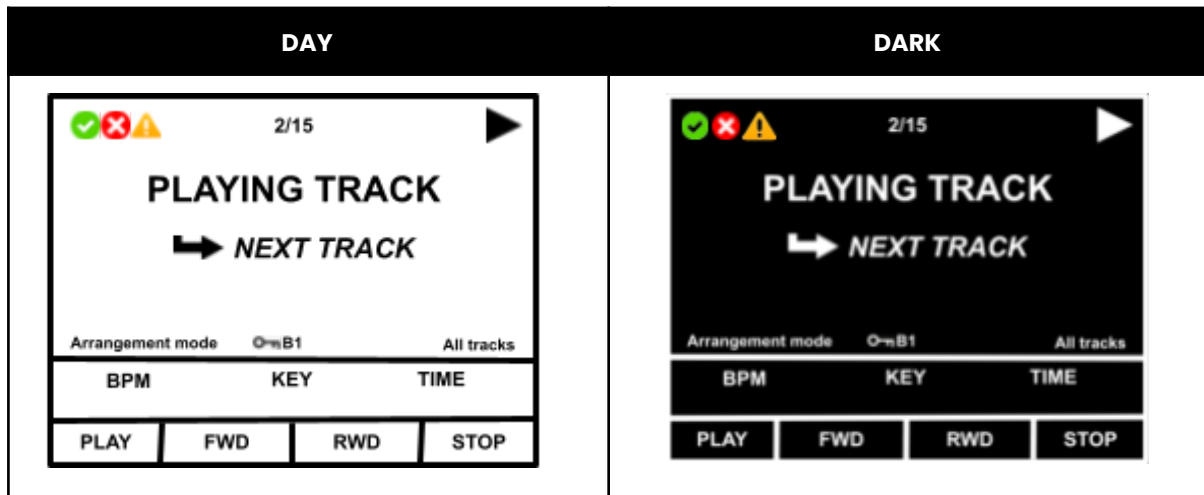 DAY
DARK
2/15
PLAYING TRACK
NEXT TRACK
Arrangement mode B1 All tracks
BPM KEY TIME
PLAY FWD RWD STOP
2/15
PLAYING TRACK
NEXT TRACK
Arrangement mode B1 All tracks
BPM KEY TIME
PLAY FWD RWD STOP